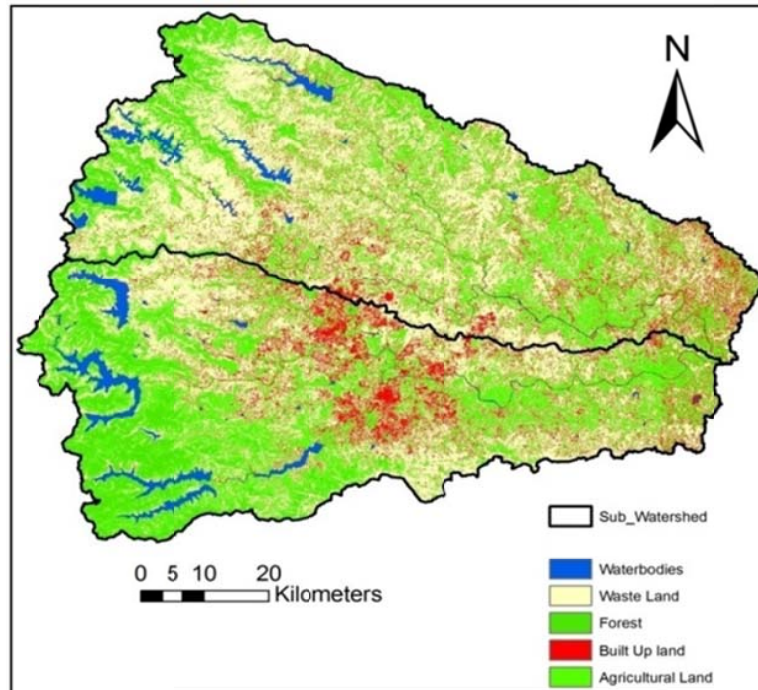 N
Sub_Watershed
0 5 10 20
Kilometers
Waterbodies
Waste Land
Forest
Built Up land
Agricultural Land